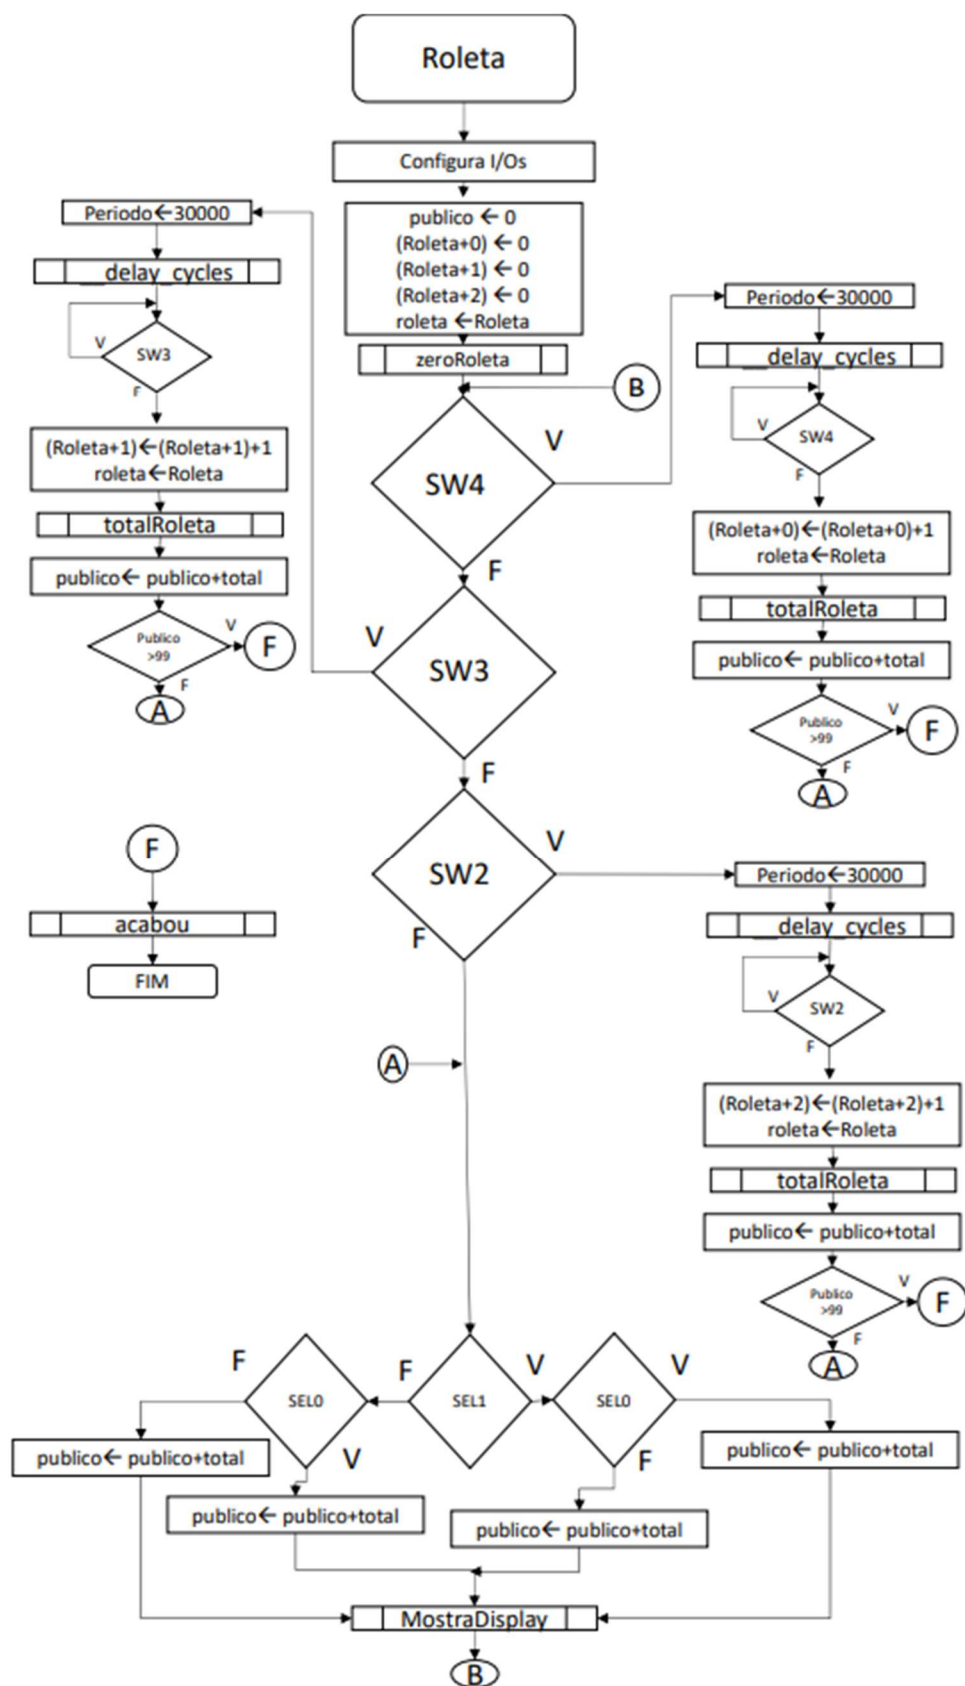 Roleta
Configura I/Os
publico ← 0
(Roleta+0) ← 0
(Roleta+1) ← 0
(Roleta+2) ← 0
roleta ←Roleta
zeroRoleta
B
SW4
V
F
SW3
V
F
SW2
V
F
Periodo←30000
__delay_cycles
SW3
V
F
(Roleta+1)←(Roleta+1)+1
roleta←Roleta
totalRoleta
publico← publico+total
Publico
>99
V
F
F
A
Periodo←30000
__delay_cycles
SW4
V
F
(Roleta+0)←(Roleta+0)+1
roleta←Roleta
totalRoleta
publico← publico+total
Publico
>99
V
F
F
A
F
acabou
FIM
Periodo←30000
__delay_cycles
SW2
V
F
(Roleta+2)←(Roleta+2)+1
roleta←Roleta
totalRoleta
publico← publico+total
Publico
>99
V
F
F
A
A
SEL1
F
V
SEL0
F
V
SEL0
V
F
publico← publico+total
publico← publico+total
publico← publico+total
publico← publico+total
MostraDisplay
B